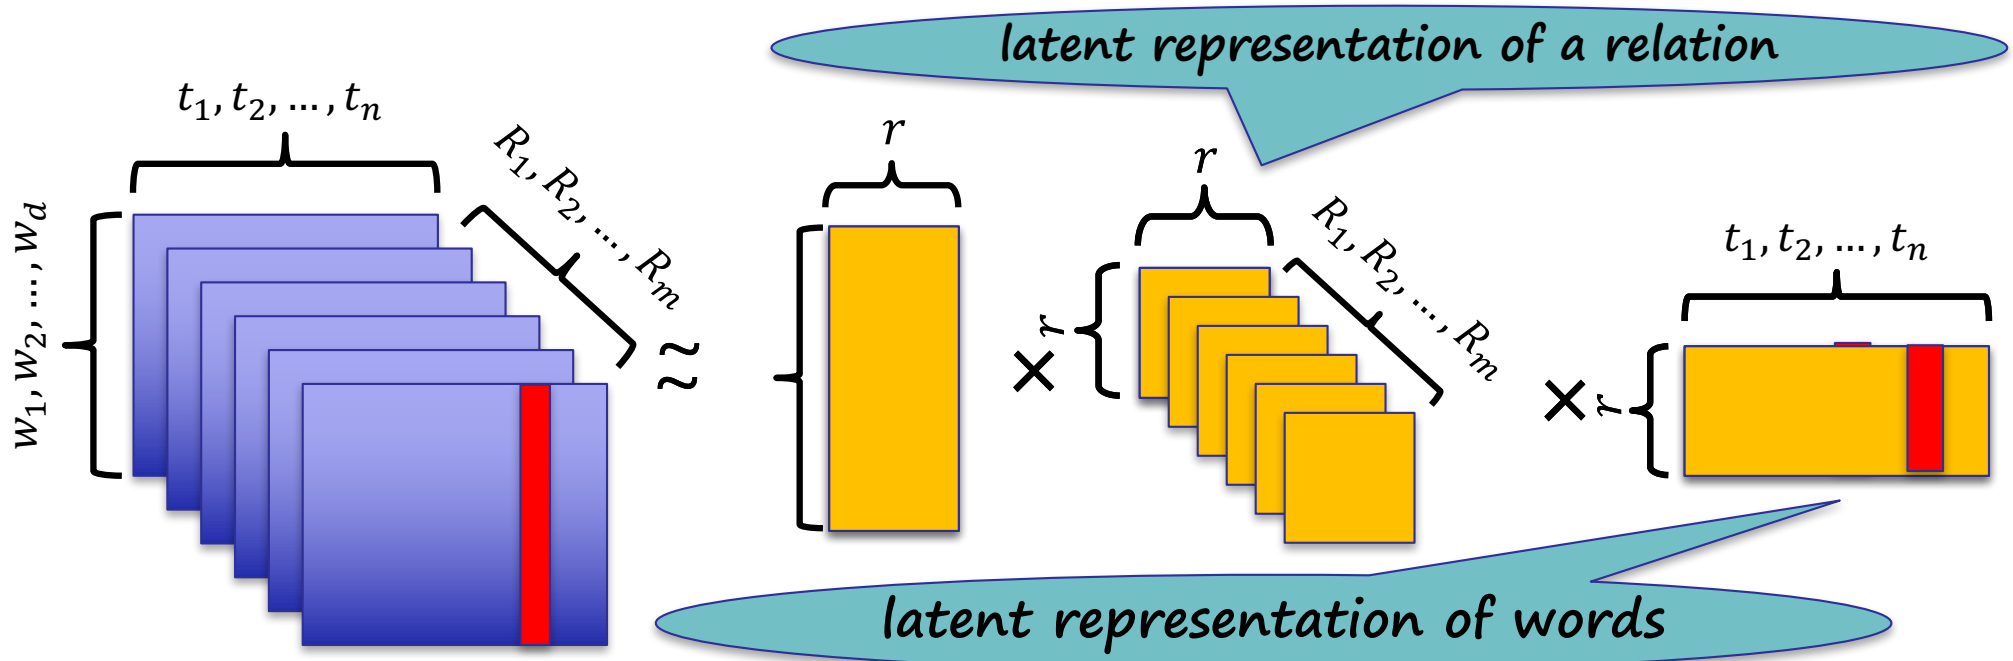 latent representation of a relation
t₁, t₂, … , tₙ
R₁, R₂, … , Rₘ
w₁, w₂, … , w_d
≈
r
×
r
r
R₁, R₂, … , Rₘ
×
t₁, t₂, … , tₙ
r
latent representation of words